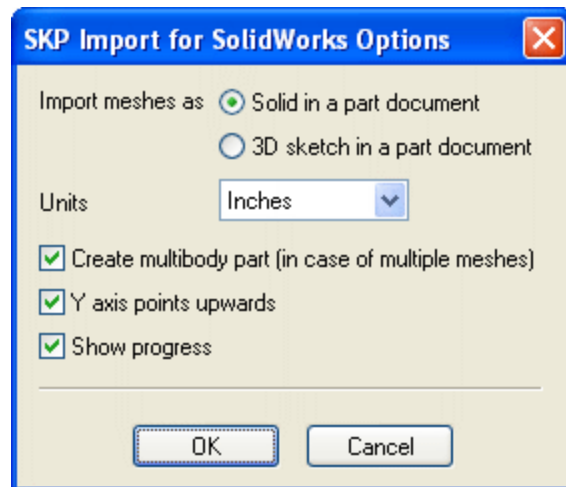 SKP Import for SolidWorks Options
Import meshes as Solid in a part document
3D sketch in a part document
Units Inches
Create multibody part (in case of multiple meshes)
Y axis points upwards
Show progress
OK Cancel